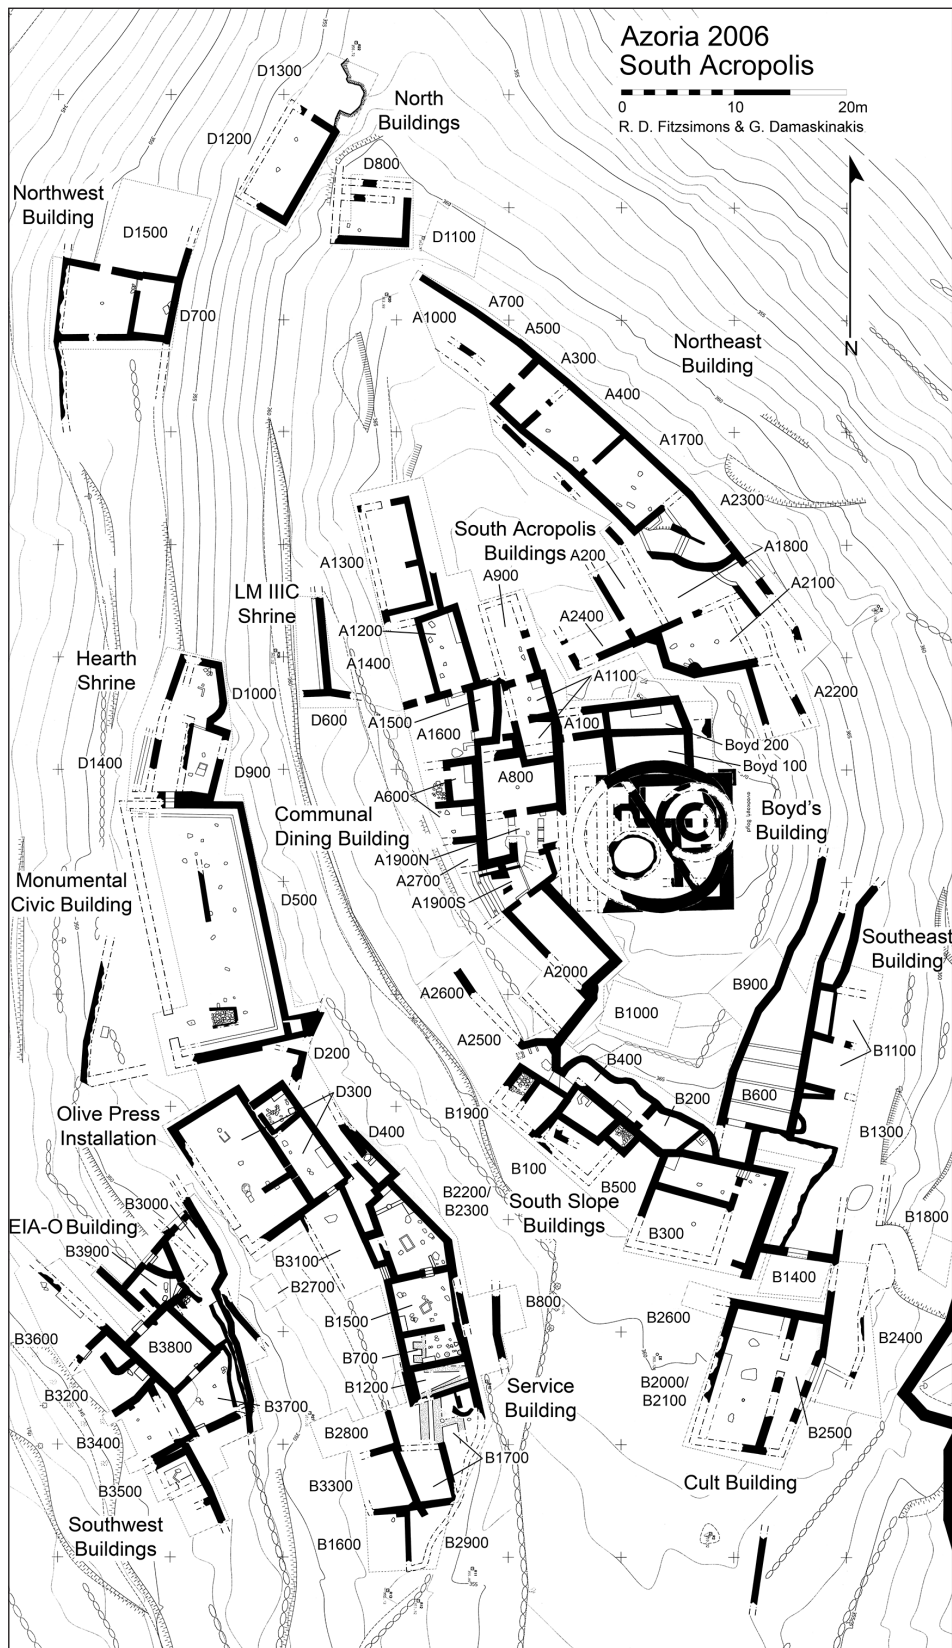 Azoria 2006
South Acropolis
0 10 20m
R. D. Fitzsimons & G. Damaskinakis
N
D1300
North
Buildings
D1200
D800
Northwest
Building
D1500
D1100
D700
A700
A1000
A500
A300
Northeast
Building
A400
A1700
A2300
South Acropolis
Buildings
A200
A1800
A1300
A900
A2100
LM IIIC
Shrine
A2400
A1200
Hearth
Shrine
A1400
A1100
D1000
A2200
D600
A1500
A100
A1600
Boyd 200
D1400
D900
Boyd 100
A800
A600
Communal
Dining Building
Boyd's
Building
A1900N
Monumental
Civic Building
A2700
D500
A1900S
Southeast
Building
A2000
A2600
B900
B1000
A2500
D200
B400
B1100
D300
B600
Olive Press
Installation
B1900
B200
D400
B1300
B100
B500
B2200/
B2300
South Slope
Buildings
B3000
B1800
EIA-O Building
B300
B3900
B3100
B2700
B1400
B1500
B800
B2600
B3600
B3800
B2400
B700
B2000/
B2100
B1200
B3200
B3700
Service
Building
B3400
B2800
B2500
B1700
B3500
B3300
Cult Building
Southwest
Buildings
B1600
B2900